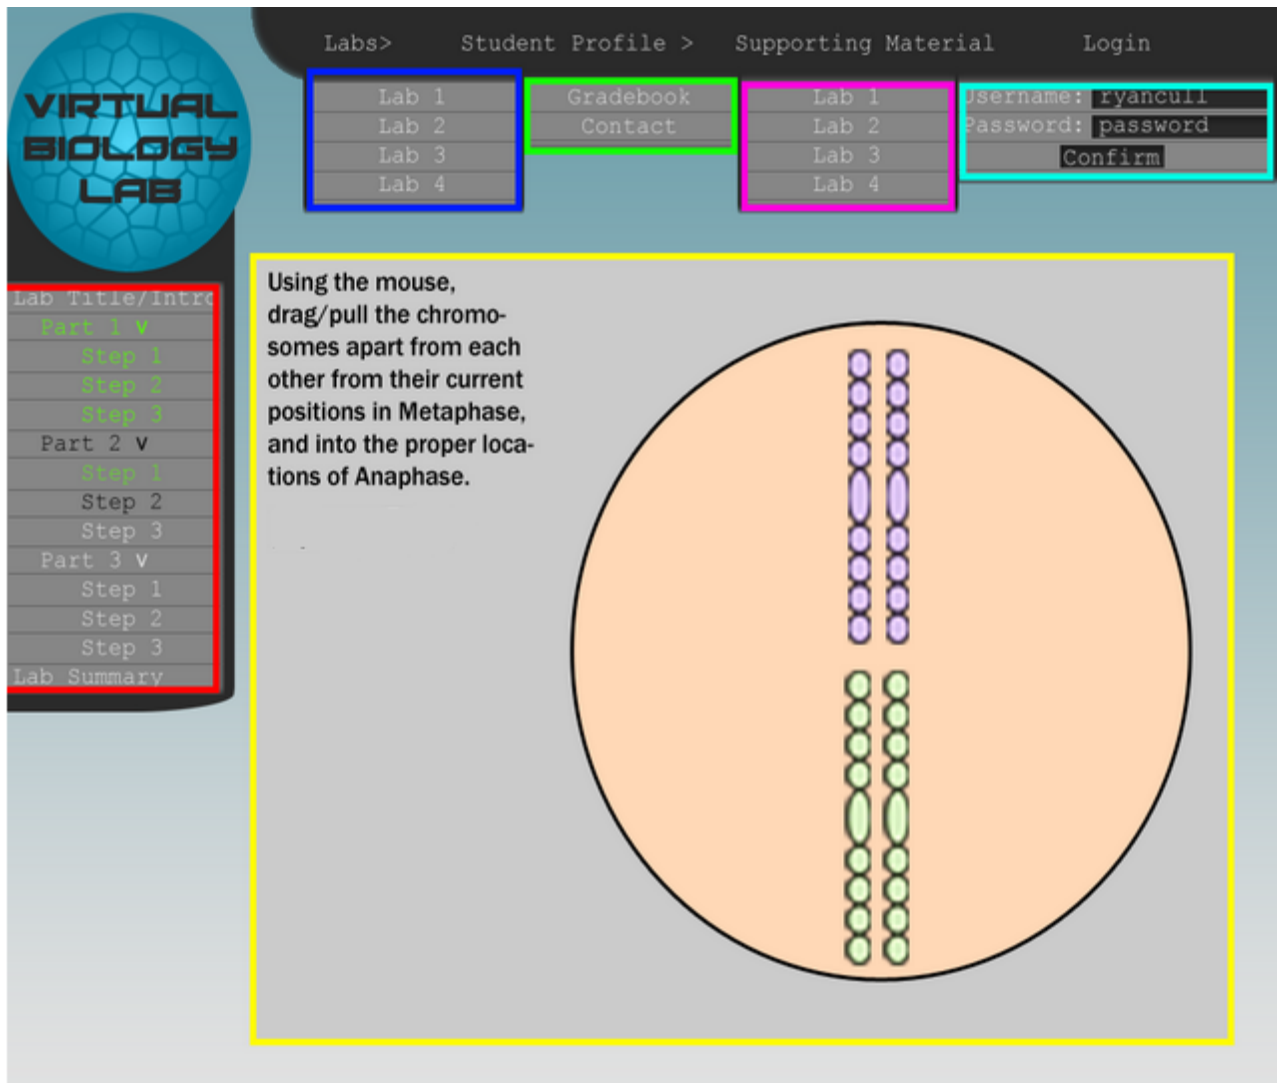 VIRTUAL
BIOLOGY
LAB
Labs>
Student Profile >
Supporting Material
Login
Lab 1
Lab 2
Lab 3
Lab 4
Gradebook
Contact
Lab 1
Lab 2
Lab 3
Lab 4
Username: ryancull
Password: password
Confirm
Lab Title/Intro
Part 1 v
Step 1
Step 2
Step 3
Part 2 v
Step 1
Step 2
Step 3
Part 3 v
Step 1
Step 2
Step 3
Lab Summary
Using the mouse,
drag/pull the chromo-
somes apart from each
other from their current
positions in Metaphase,
and into the proper loca-
tions of Anaphase.